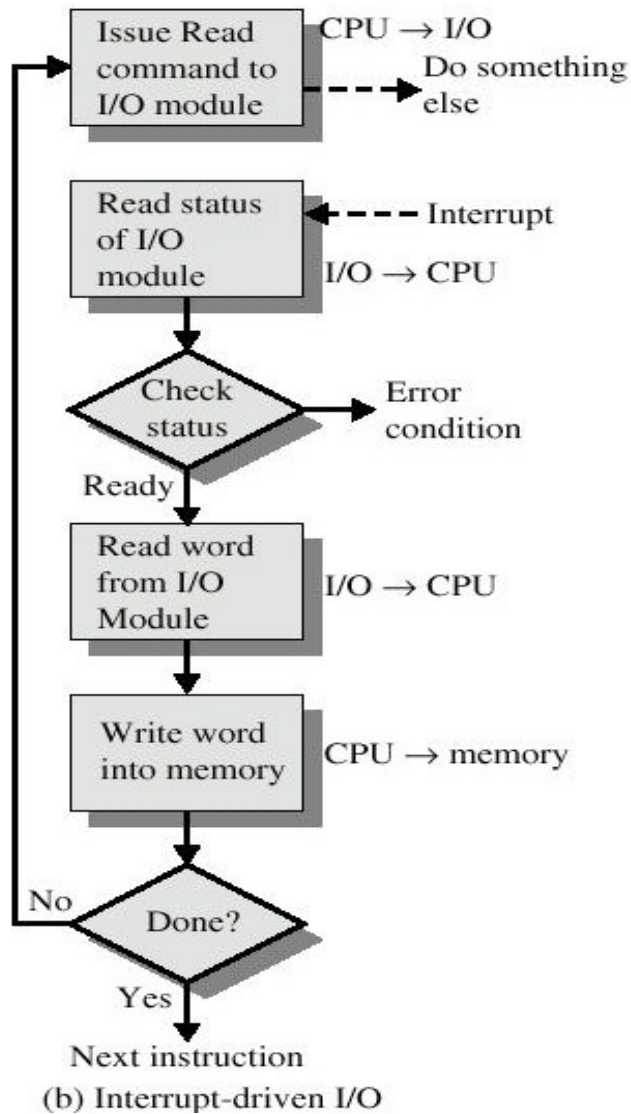 Issue Read
command to
I/O module
CPU → I/O
Do something
else
Read status
of I/O
module
Interrupt
I/O → CPU
Check
status
Error
condition
Ready
Read word
from I/O
Module
I/O → CPU
Write word
into memory
CPU → memory
No
Done?
Yes
Next instruction
(b) Interrupt-driven I/O